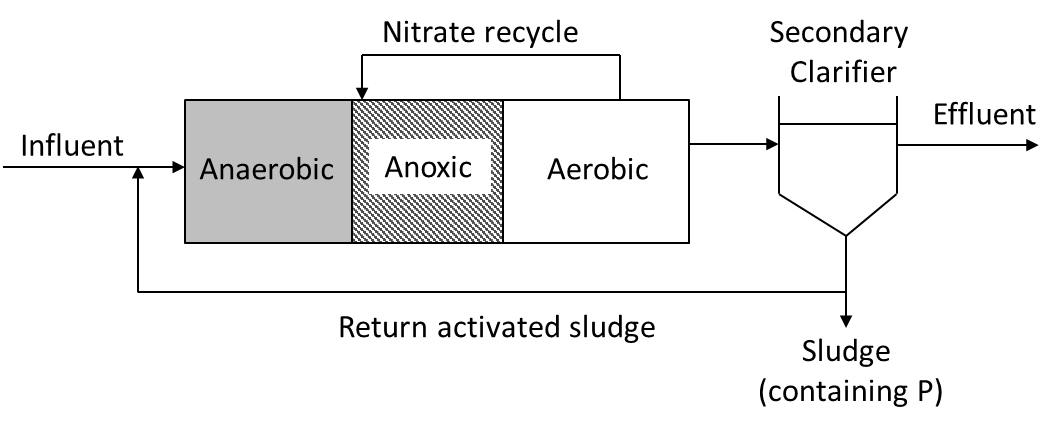 Nitrate recycle
Secondary
Clarifier
Effluent
Influent
Anaerobic
Anoxic
Aerobic
Return activated sludge
Sludge
(containing P)